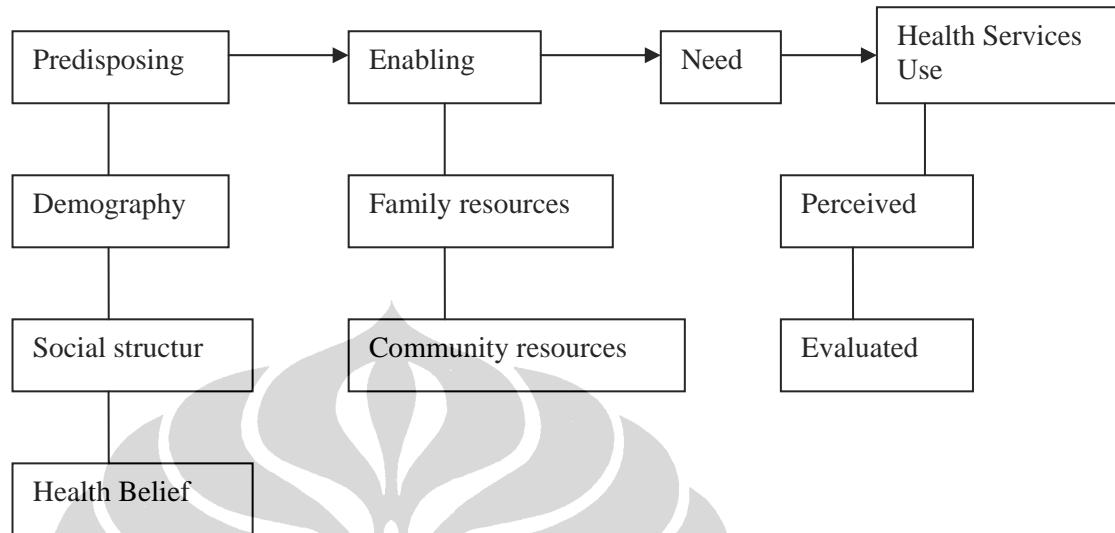 Predisposing
Enabling
Need
Health Services
Use
Demography
Family resources
Perceived
Social structur
Community resources
Evaluated
Health Belief